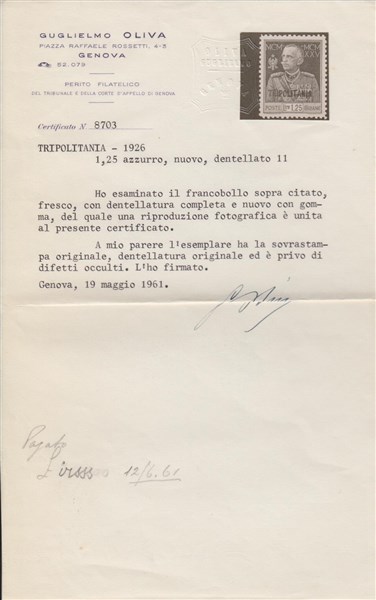 GUGLIELMO OLIVA
PIAZZA RAFFAELE ROSSETTI, 4-3
GENOVA
52.079
PERITO FILATELICO
DEL TRIBUNALE E DELLA CORTE D'APPELLO DI GENOVA
Certificato N° 8703
TRIPOLITANIA
POSTE 1,25
TRIPOLITANIA - 1926
1,25 azzurro, nuovo, dentellato 11
Ho esaminato il francobollo sopra citato,
fresco, con dentellatura completa e nuovo con gom-
ma, del quale una riproduzione fotografica è unita
al presente certificato.
A mio parere l'esemplare ha la sovrastam-
pa originale, dentellatura originale ed è privo di
difetti occulti. L'ho firmato.
Genova, 19 maggio 1961.
12/6.61